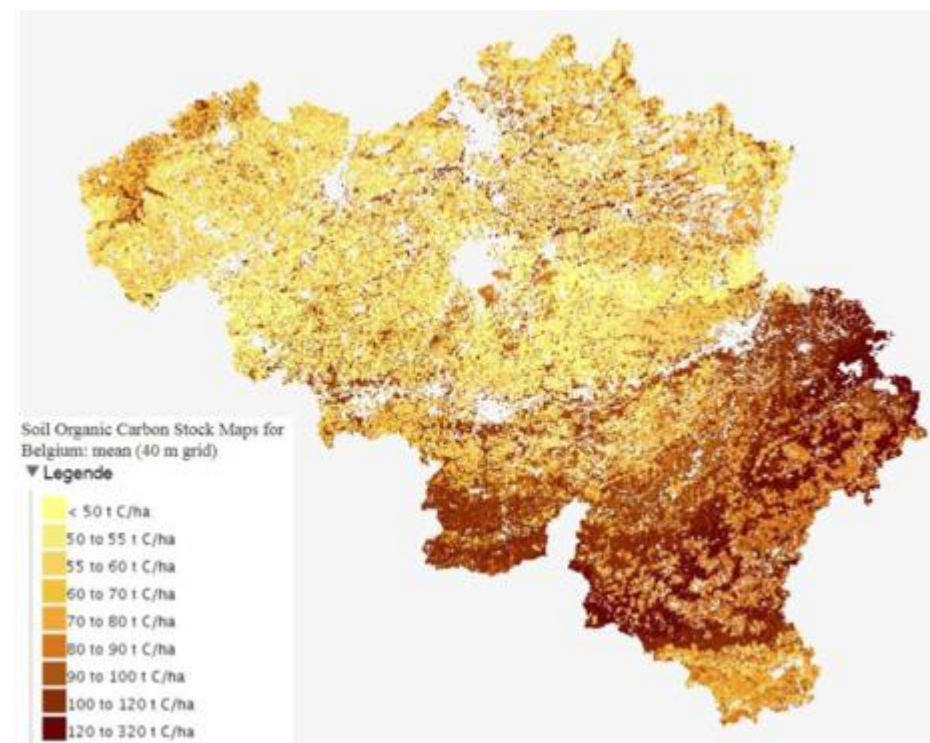 Soil Organic Carbon Stock Maps for
Belgium: mean (40 m grid)
▼ Legende
< 50 t C/ha
50 to 55 t C/ha
55 to 60 t C/ha
60 to 70 t C/ha
70 to 80 t C/ha
80 to 90 t C/ha
90 to 100 t C/ha
100 to 120 t C/ha
120 to 320 t C/ha